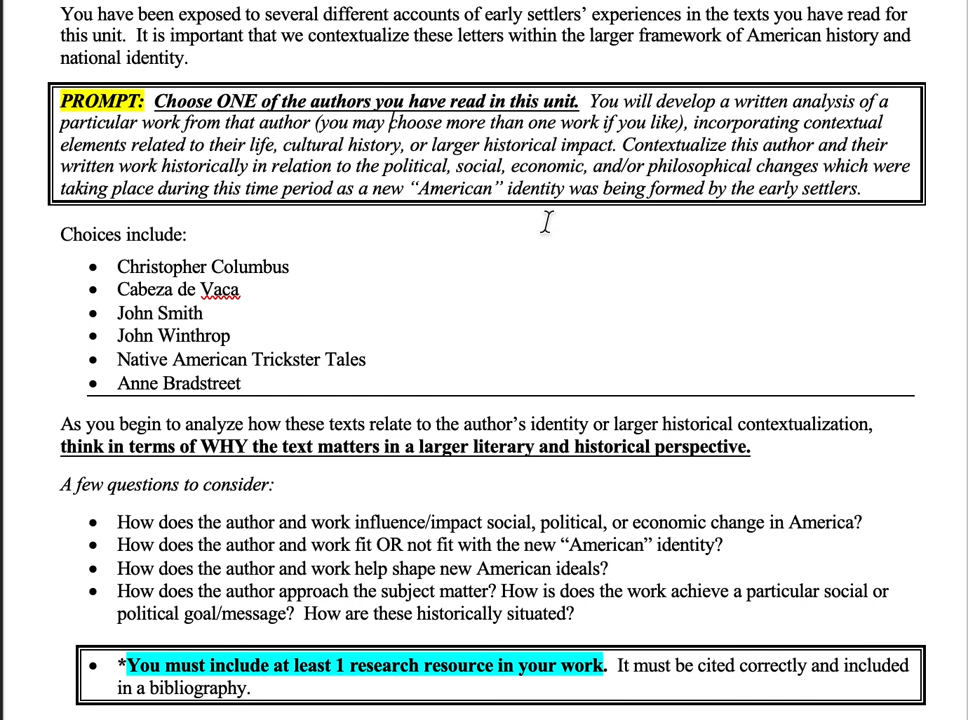 You have been exposed to several different accounts of early settlers’ experiences in the texts you have read for
this unit.  It is important that we contextualize these letters within the larger framework of American history and
national identity.
PROMPT:  Choose ONE of the authors you have read in this unit.  You will develop a written analysis of a
particular work from that author (you may choose more than one work if you like), incorporating contextual
elements related to their life, cultural history, or larger historical impact. Contextualize this author and their
written work historically in relation to the political, social, economic, and/or philosophical changes which were
taking place during this time period as a new “American” identity was being formed by the early settlers.
Choices include:
• Christopher Columbus
• Cabeza de Vaca
• John Smith
• John Winthrop
• Native American Trickster Tales
• Anne Bradstreet
As you begin to analyze how these texts relate to the author’s identity or larger historical contextualization,
think in terms of WHY the text matters in a larger literary and historical perspective.
A few questions to consider:
• How does the author and work influence/impact social, political, or economic change in America?
• How does the author and work fit OR not fit with the new “American” identity?
• How does the author and work help shape new American ideals?
• How does the author approach the subject matter? How is does the work achieve a particular social or
political goal/message?  How are these historically situated?
• *You must include at least 1 research resource in your work.  It must be cited correctly and included
in a bibliography.